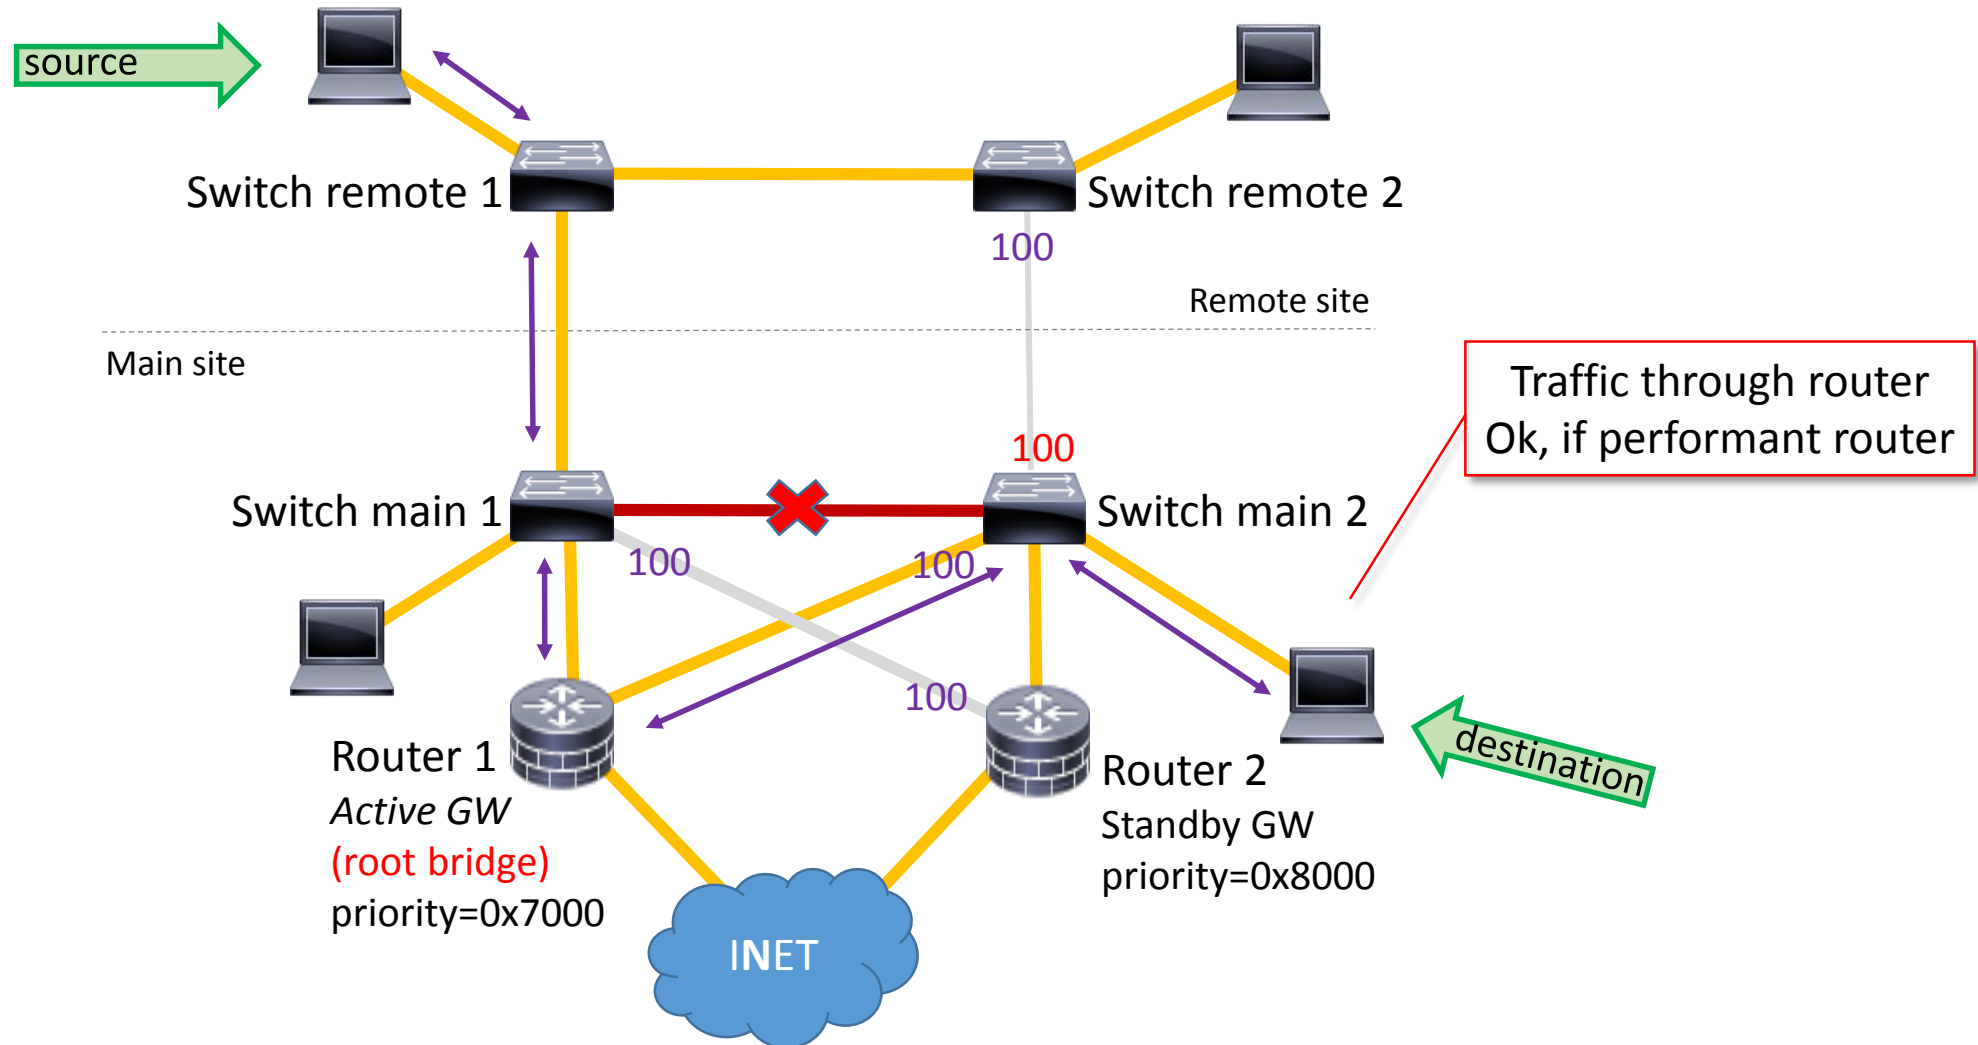 source
Switch remote 1
Switch remote 2
100
Remote site
Main site
Traffic through router
Ok, if performant router
100
Switch main 1
Switch main 2
100
100
100
destination
Router 1
Active GW
(root bridge)
priority=0x7000
Router 2
Standby GW
priority=0x8000
INET